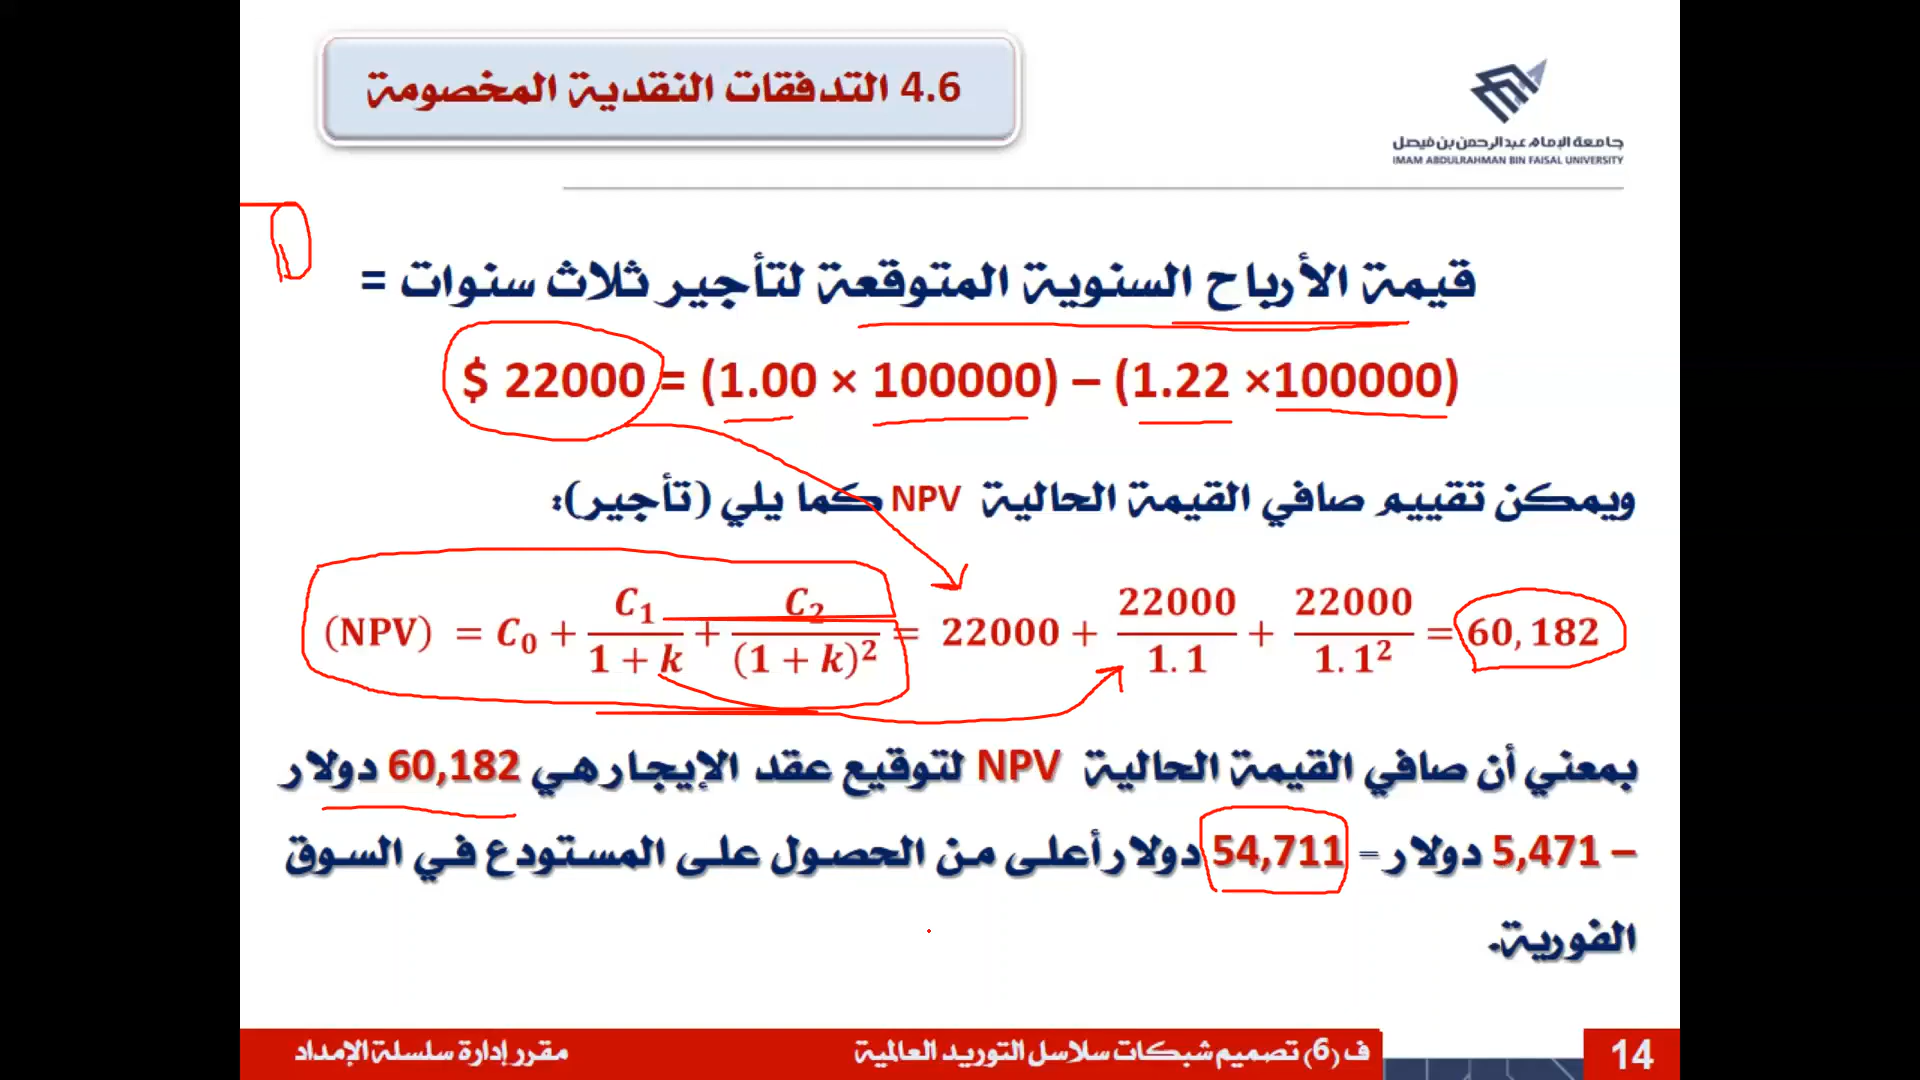 4.6 التدفقات النقدية المخصومة
جامعة الإمام عبدالرحمن بن فيصل
IMAM ABDULRAHMAN BIN FAISAL UNIVERSITY
قيمة الأرباح السنوية المتوقعة لتأجير ثلاث سنوات =
$ 22000 = (1.00 × 100000) – (1.22 ×100000)
ويمكن تقييم صافي القيمة الحالية NPV كما يلي (تأجير):
(NPV) = C₀ + C₁/(1 + k) + C₂/(1 + k)² = 22000 + 22000/1.1 + 22000/1.1² = 60,182
بمعني أن صافي القيمة الحالية NPV لتوقيع عقد الإيجار هي 60,182 دولار
– 5,471 دولار = 54,711 دولار أعلى من الحصول على المستودع في السوق
الفورية.
مقرر إدارة سلسلة الإمداد
ف (6) تصميم شبكات سلاسل التوريد العالمية
14